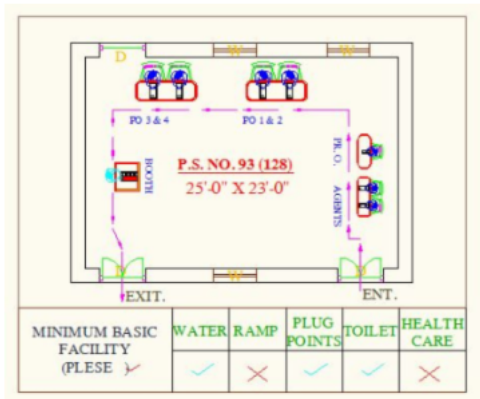 D W W
PO 3 & 4 PO 1 & 2
PR. O.
BOOTH
P.S. NO. 93 (128)
25'-0" X 23'-0"
AGENTS
D W D
EXIT. ENT.
MINIMUM BASIC
FACILITY
(PLESE )
WATER RAMP PLUG
POINTS TOILET HEALTH
CARE